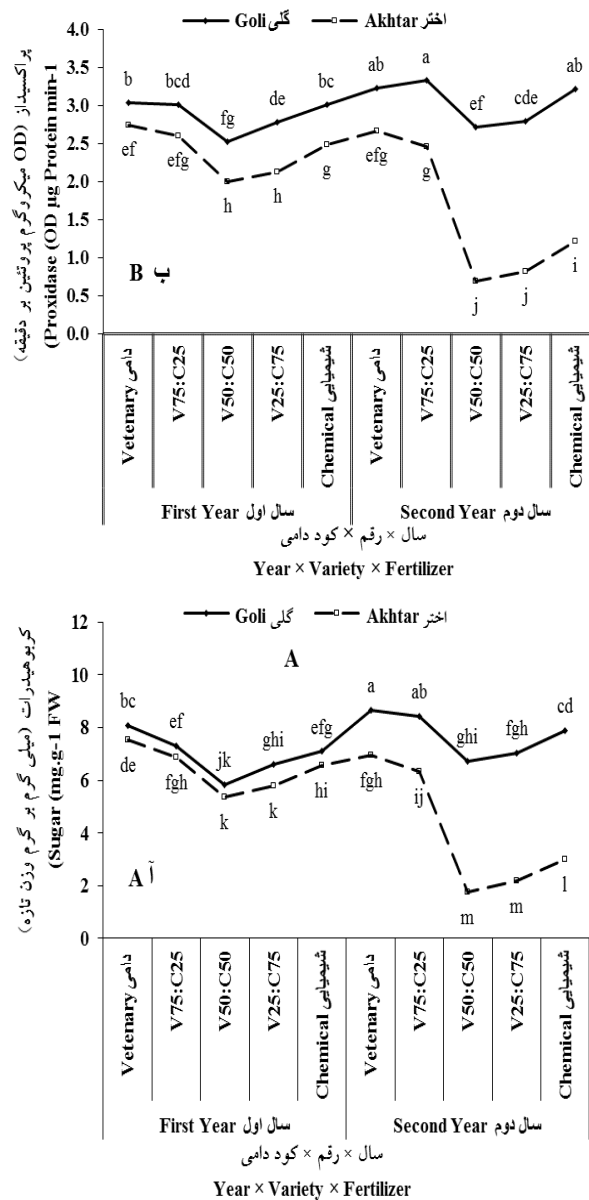 Goli گلی Akhtar اختر
پراکسیداز (OD میکروگرم پروتئین بر دقیقه)
(Proxidase (OD µg Protein min-1
4.0
3.5
3.0
2.5
2.0
1.5
1.0
0.5
0.0
b bcd fg de bc ab a ef cde ab
ef efg h h g efg g j j i
B ب
Vetenary دامی
V75:C25
V50:C50
V25:C75
Chemical شیمیایی
Vetenary دامی
V75:C25
V50:C50
V25:C75
Chemical شیمیایی
First Year سال اول Second Year سال دوم
سال × رقم × کود دامی
Year × Variety × Fertilizer
Goli گلی Akhtar اختر
A
کربوهیدرات (میلی گرم بر گرم وزن تازه)
(Sugar (mg.g-1 FW
12
10
8
6
4
2
0
bc ef jk ghi efg a ab ghi fgh cd
de fgh k k hi fgh ij m m l
A آ
Vetenary دامی
V75:C25
V50:C50
V25:C75
Chemical شیمیایی
Vetenary دامی
V75:C25
V50:C50
V25:C75
Chemical شیمیایی
First Year سال اول Second Year سال دوم
سال × رقم × کود دامی
Year × Variety × Fertilizer